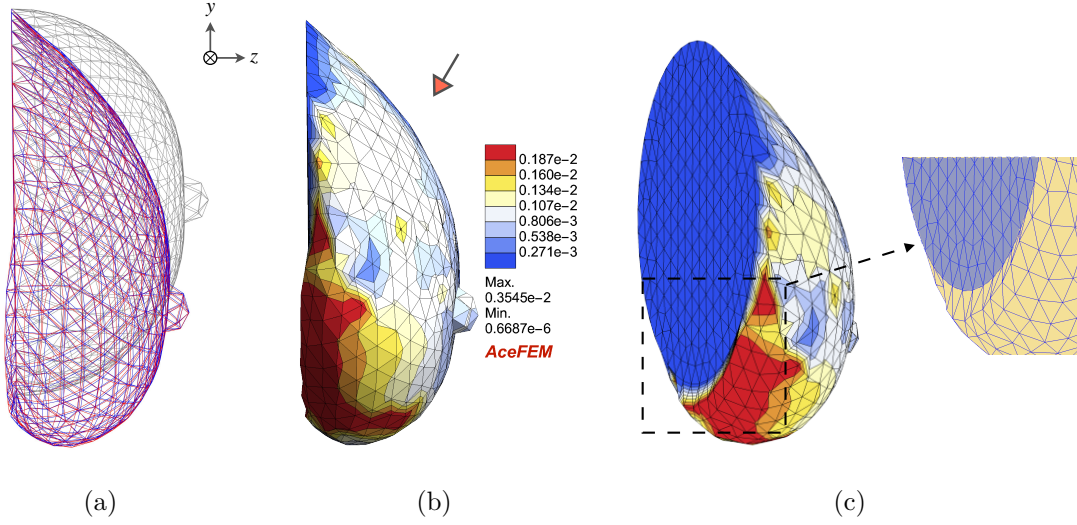 y
z
0.187e−2
0.160e−2
0.134e−2
0.107e−2
0.806e−3
0.538e−3
0.271e−3
Max.
0.3545e−2
Min.
0.6687e−6
AceFEM
(a)
(b)
(c)